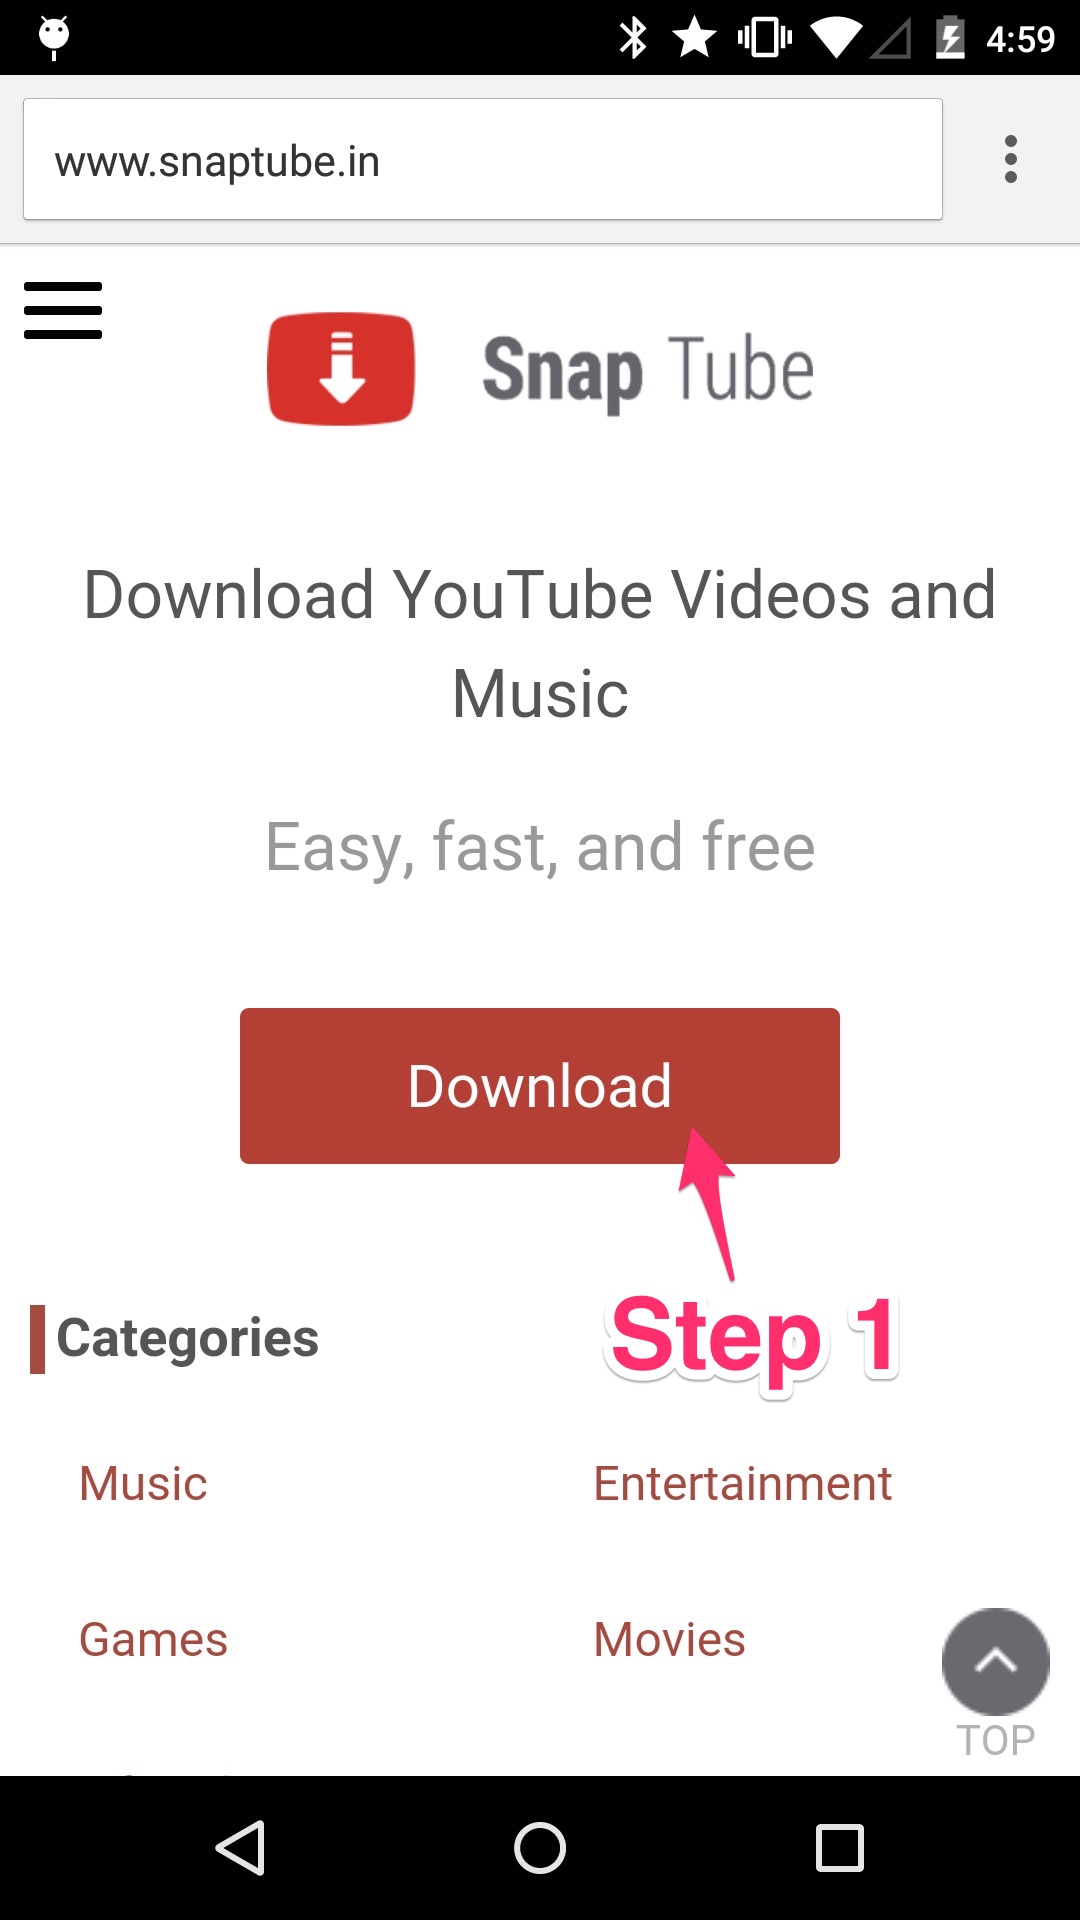 4:59
www.snaptube.in
Snap Tube
Download YouTube Videos and
Music
Easy, fast, and free
Download
Step 1
Categories
Music Entertainment
Games Movies
TOP